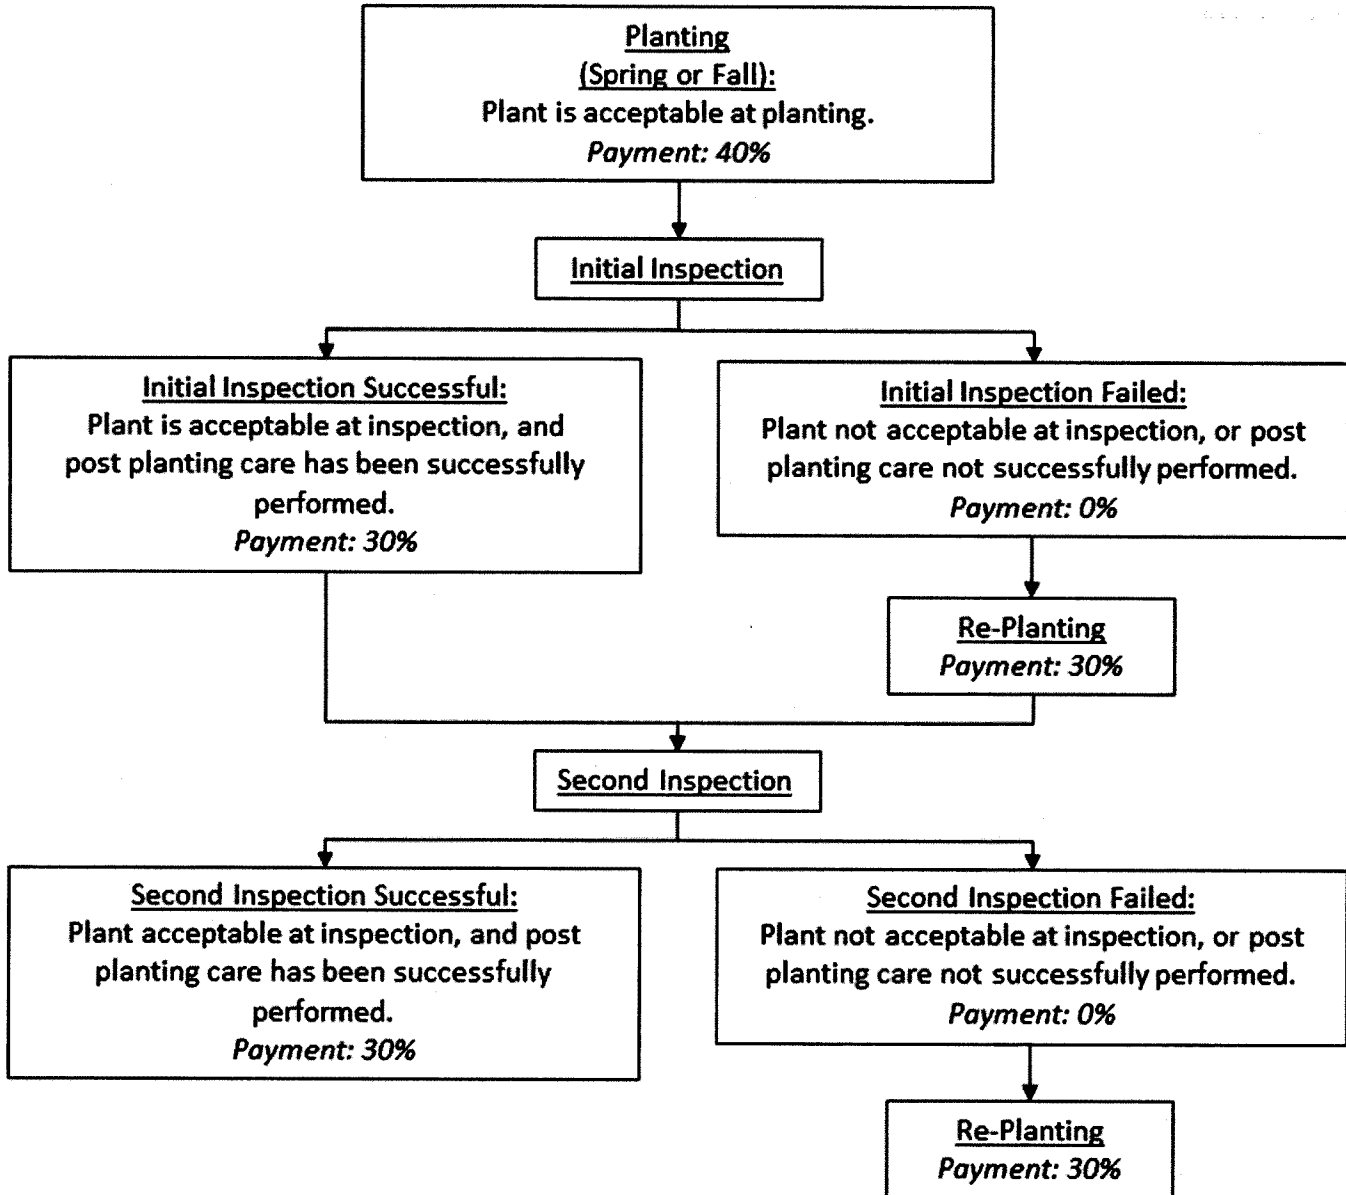 Planting
(Spring or Fall):
Plant is acceptable at planting.
Payment: 40%
Initial Inspection
Initial Inspection Successful:
Plant is acceptable at inspection, and
post planting care has been successfully
performed.
Payment: 30%
Initial Inspection Failed:
Plant not acceptable at inspection, or post
planting care not successfully performed.
Payment: 0%
Re-Planting
Payment: 30%
Second Inspection
Second Inspection Successful:
Plant acceptable at inspection, and post
planting care has been successfully
performed.
Payment: 30%
Second Inspection Failed:
Plant not acceptable at inspection, or post
planting care not successfully performed.
Payment: 0%
Re-Planting
Payment: 30%